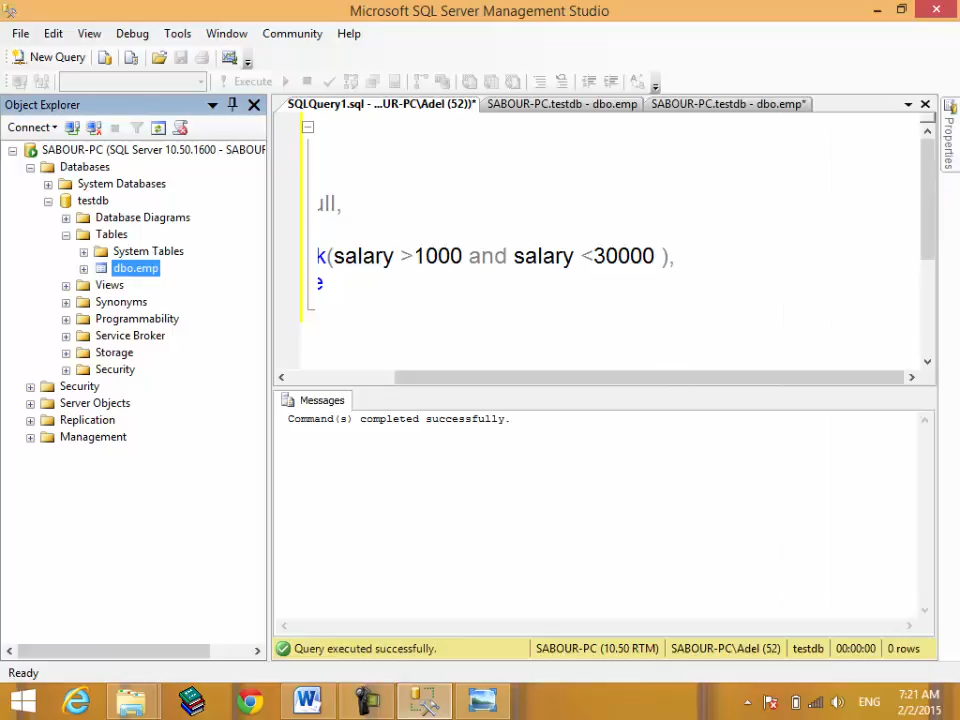 Microsoft SQL Server Management Studio
File Edit View Debug Tools Window Community Help
New Query
Execute
Object Explorer
SQLQuery1.sql - ...UR-PC\Adel (52))* SABOUR-PC.testdb - dbo.emp SABOUR-PC.testdb - dbo.emp*
Connect
Properties
SABOUR-PC (SQL Server 10.50.1600 - SABOUR
Databases
System Databases
testdb
Database Diagrams
Tables
System Tables
dbo.emp
Views
Synonyms
Programmability
Service Broker
Storage
Security
Security
Server Objects
Replication
Management
ull,
k(salary >1000 and salary <30000 ),
e
Messages
Command(s) completed successfully.
Query executed successfully. SABOUR-PC (10.50 RTM) SABOUR-PC\Adel (52) testdb 00:00:00 0 rows
Ready
ENG
7:21 AM
2/2/2015